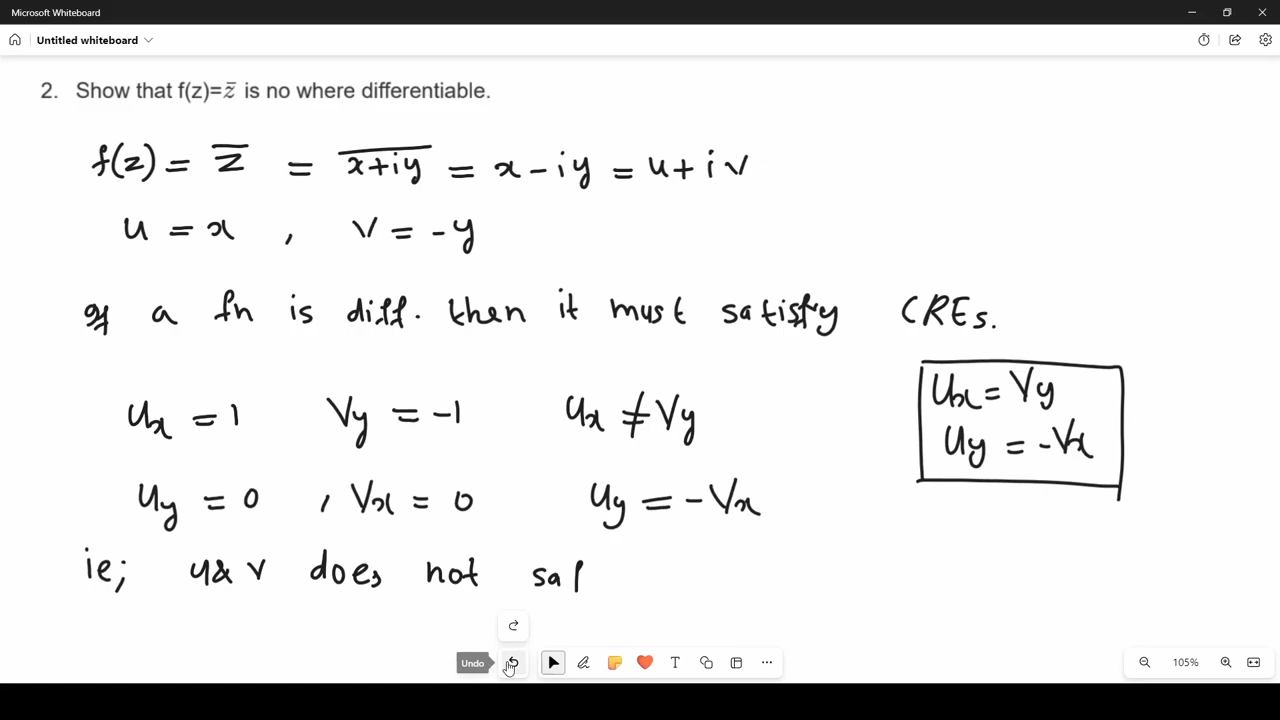 Microsoft Whiteboard
Untitled whiteboard
2. Show that f(z)=z̅ is no where differentiable.
f(z) = z̅ = \overline{x+iy} = x-iy = u+iv
u = x , v = -y
If a fn is diff. then it must satisfy CREs.
ux = vy
uy = -vx
ux = 1 vy = -1 ux ≠ vy
uy = 0 , vx = 0 uy = -vx
ie; u & v does not sa
Undo
105%